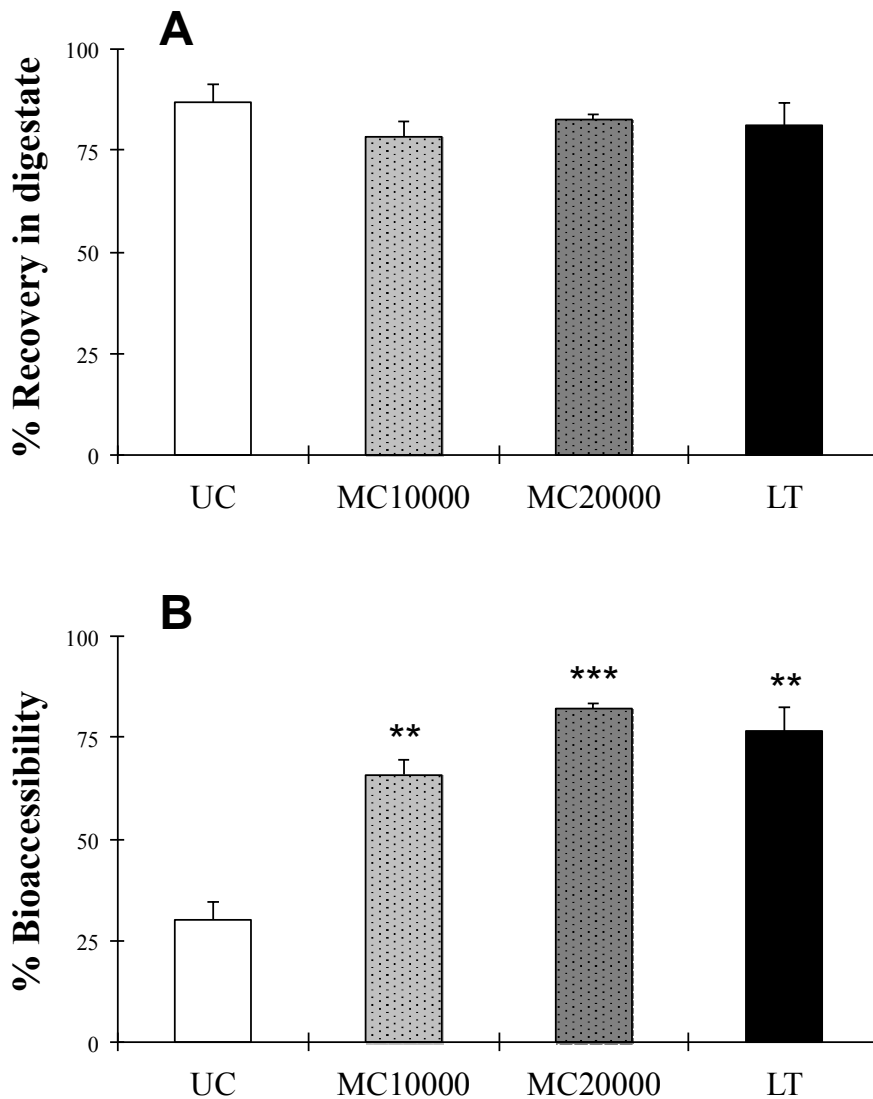 A
% Recovery in digestate
100
75
50
25
0
UC MC10000 MC20000 LT
B
% Bioaccessibility
100
75
50
25
0
** *** **
UC MC10000 MC20000 LT